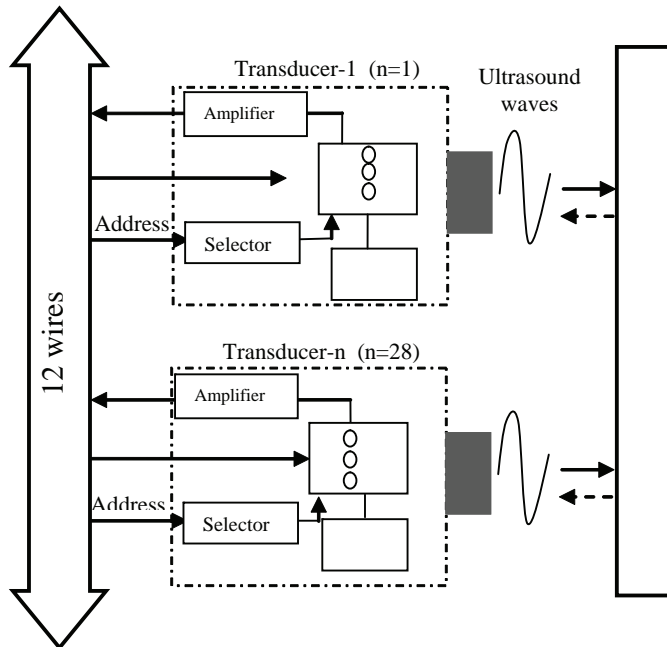 Transducer-1 (n=1)
Ultrasound
waves
Amplifier
Address
Selector
12 wires
Transducer-n (n=28)
Amplifier
Address
Selector